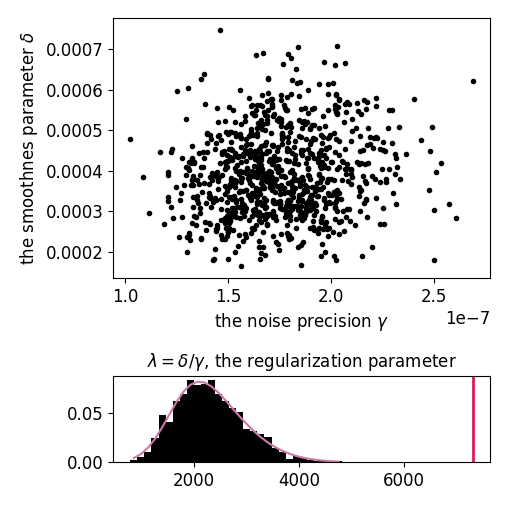 0.0007
0.0006
0.0005
0.0004
0.0003
0.0002
the smoothnes parameter δ
1.0 1.5 2.0 2.5
1e−7
the noise precision γ
λ = δ/γ, the regularization parameter
0.05
0.00
2000 4000 6000